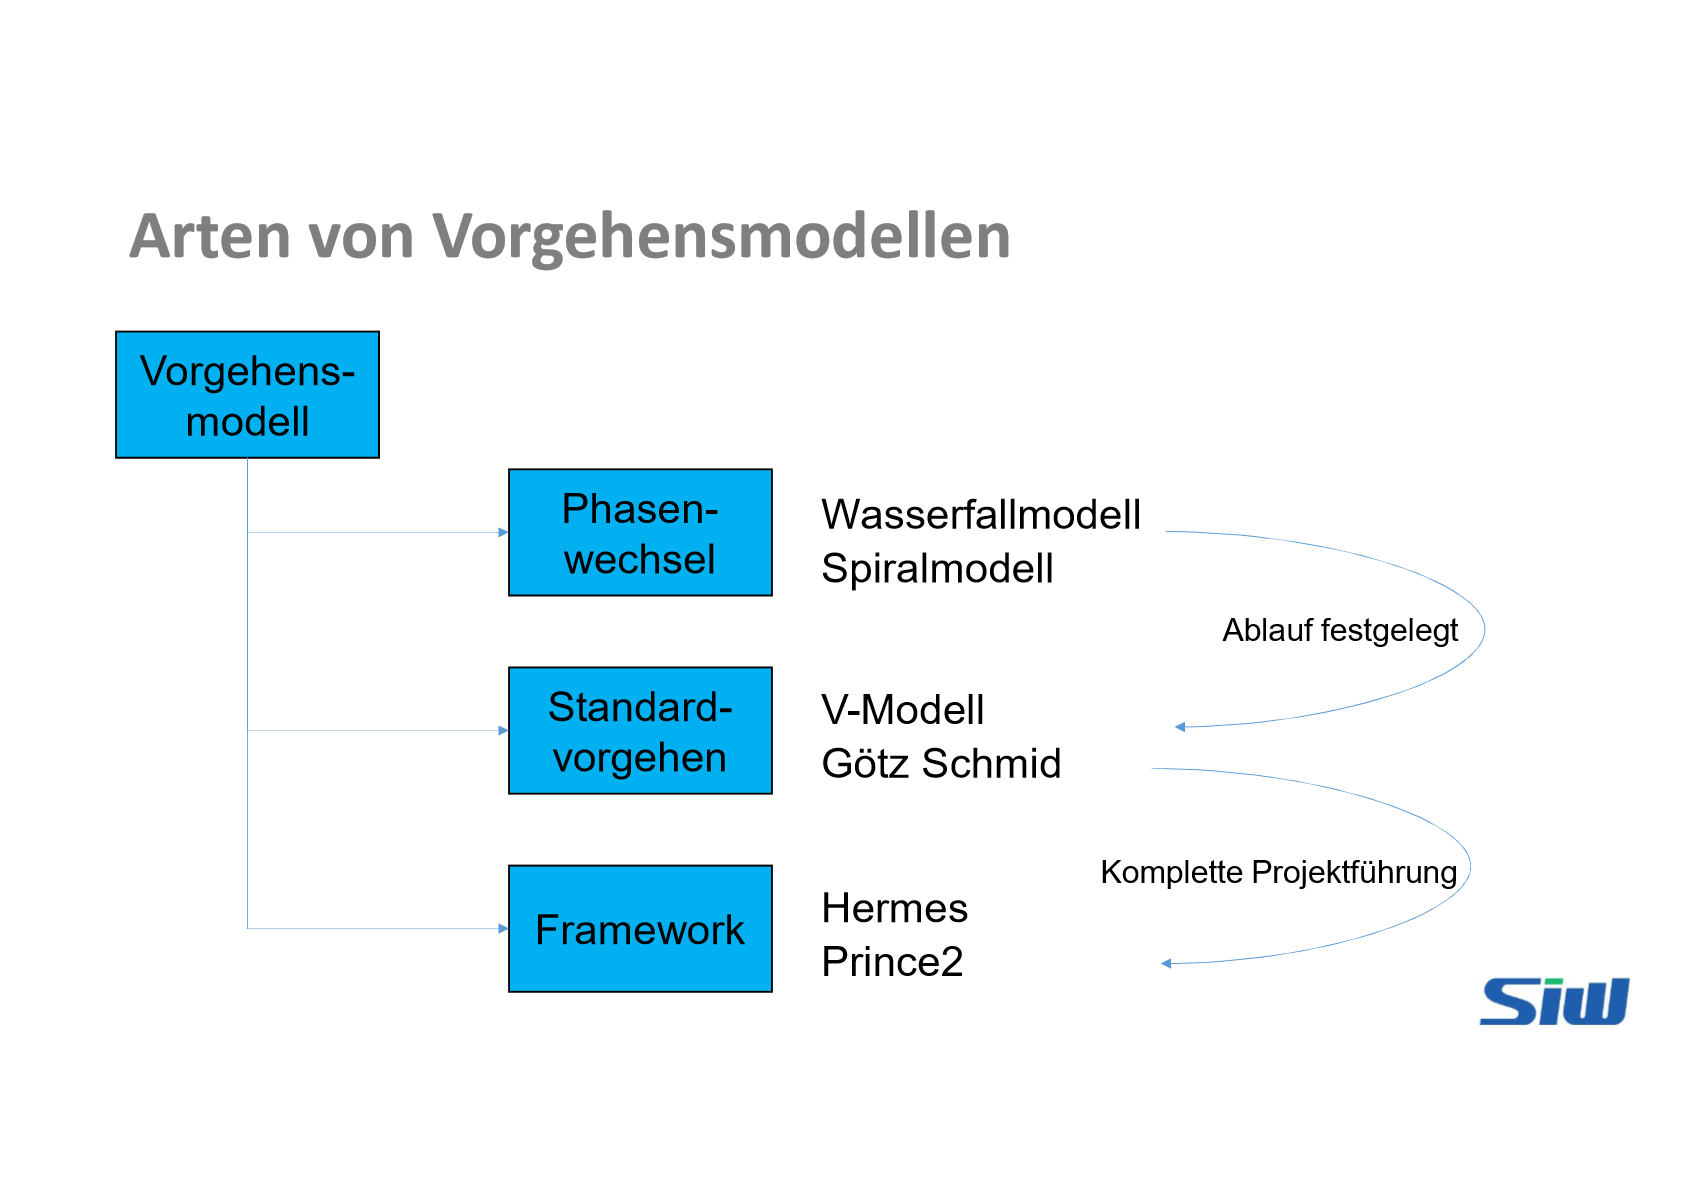 Arten von Vorgehensmodellen
Vorgehens-
modell
Phasen-
wechsel
Wasserfallmodell
Spiralmodell
Ablauf festgelegt
Standard-
vorgehen
V-Modell
Götz Schmid
Komplette Projektführung
Framework
Hermes
Prince2
Siw